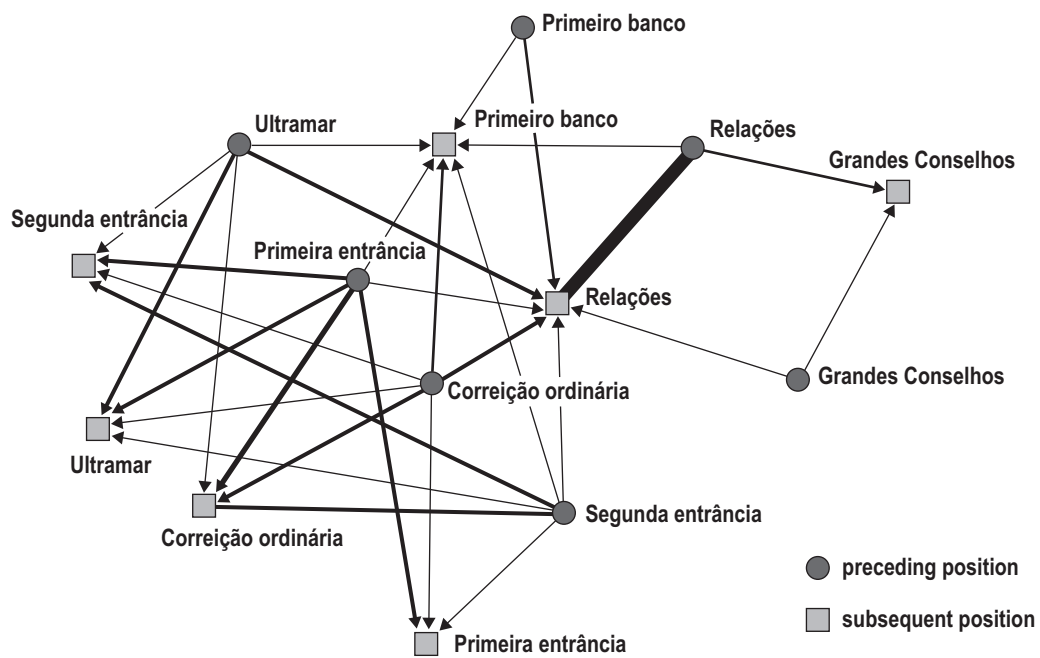 Primeiro banco
Ultramar
Primeiro banco
Relações
Grandes Conselhos
Segunda entrância
Primeira entrância
Relações
Grandes Conselhos
Correição ordinária
Ultramar
Segunda entrância
Correição ordinária
preceding position
subsequent position
Primeira entrância